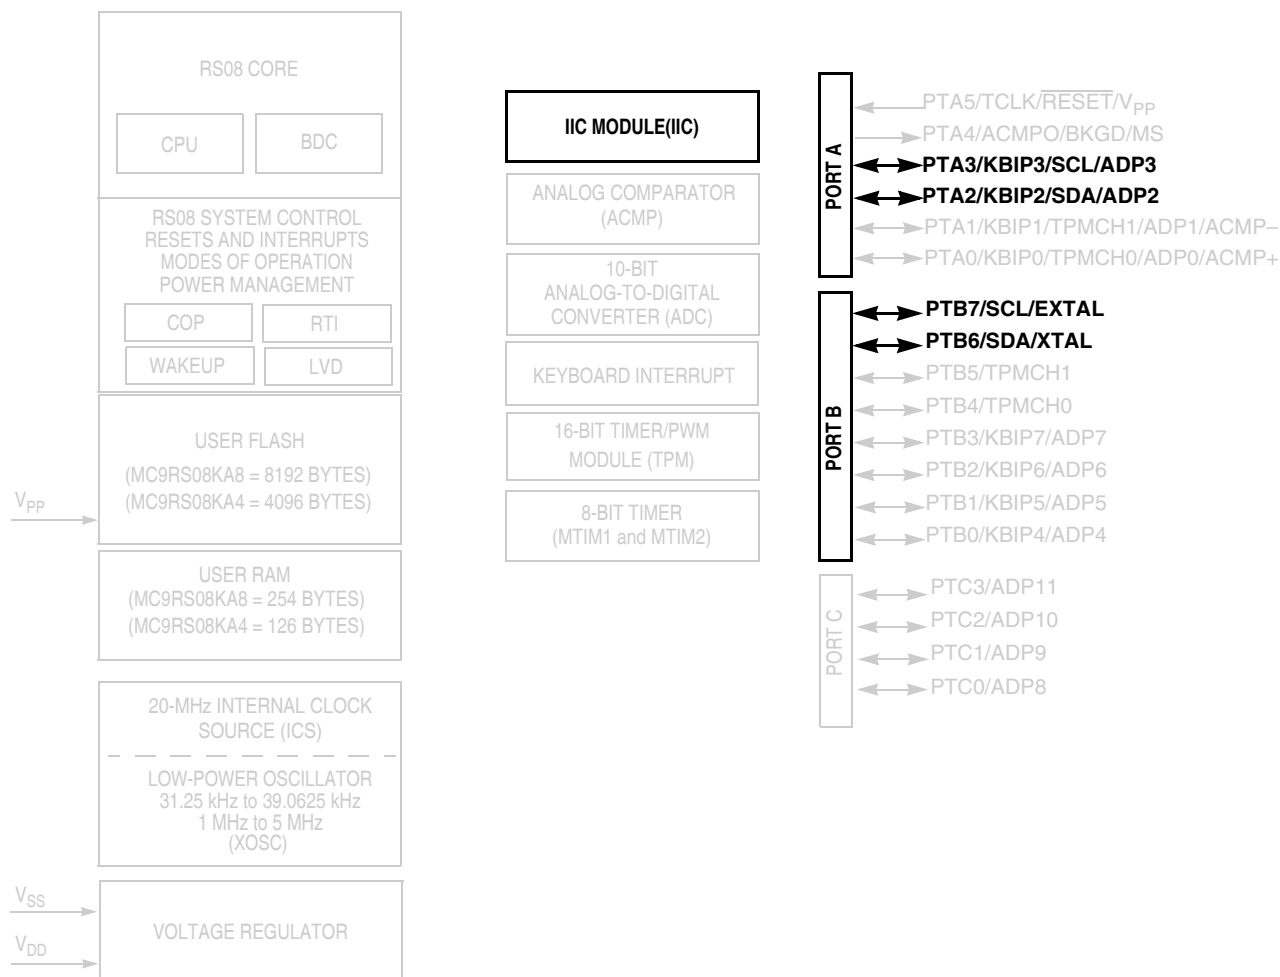 RS08 CORE
CPU
BDC
RS08 SYSTEM CONTROL
RESETS AND INTERRUPTS
MODES OF OPERATION
POWER MANAGEMENT
COP
RTI
WAKEUP
LVD
USER FLASH
(MC9RS08KA8 = 8192 BYTES)
(MC9RS08KA4 = 4096 BYTES)
VPP
USER RAM
(MC9RS08KA8 = 254 BYTES)
(MC9RS08KA4 = 126 BYTES)
20-MHz INTERNAL CLOCK
SOURCE (ICS)
LOW-POWER OSCILLATOR
31.25 kHz to 39.0625 kHz
1 MHz to 5 MHz
(XOSC)
VSS
VDD
VOLTAGE REGULATOR
IIC MODULE(IIC)
ANALOG COMPARATOR
(ACMP)
10-BIT
ANALOG-TO-DIGITAL
CONVERTER (ADC)
KEYBOARD INTERRUPT
16-BIT TIMER/PWM
MODULE (TPM)
8-BIT TIMER
(MTIM1 and MTIM2)
PORT A
PTA5/TCLK/RESET/VPP
PTA4/ACMPO/BKGD/MS
PTA3/KBIP3/SCL/ADP3
PTA2/KBIP2/SDA/ADP2
PTA1/KBIP1/TPMCH1/ADP1/ACMP–
PTA0/KBIP0/TPMCH0/ADP0/ACMP+
PORT B
PTB7/SCL/EXTAL
PTB6/SDA/XTAL
PTB5/TPMCH1
PTB4/TPMCH0
PTB3/KBIP7/ADP7
PTB2/KBIP6/ADP6
PTB1/KBIP5/ADP5
PTB0/KBIP4/ADP4
PORT C
PTC3/ADP11
PTC2/ADP10
PTC1/ADP9
PTC0/ADP8